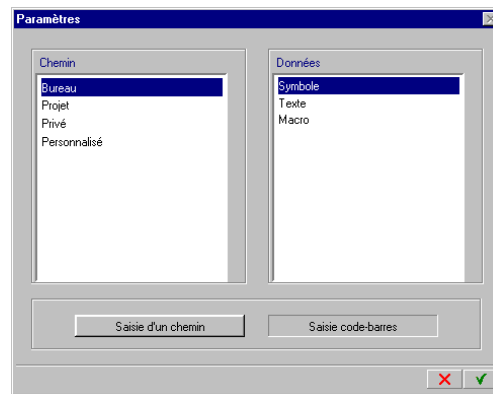 Paramètres
Chemin
Bureau
Projet
Privé
Personnalisé
Données
Symbole
Texte
Macro
Saisie d'un chemin
Saisie code-barres